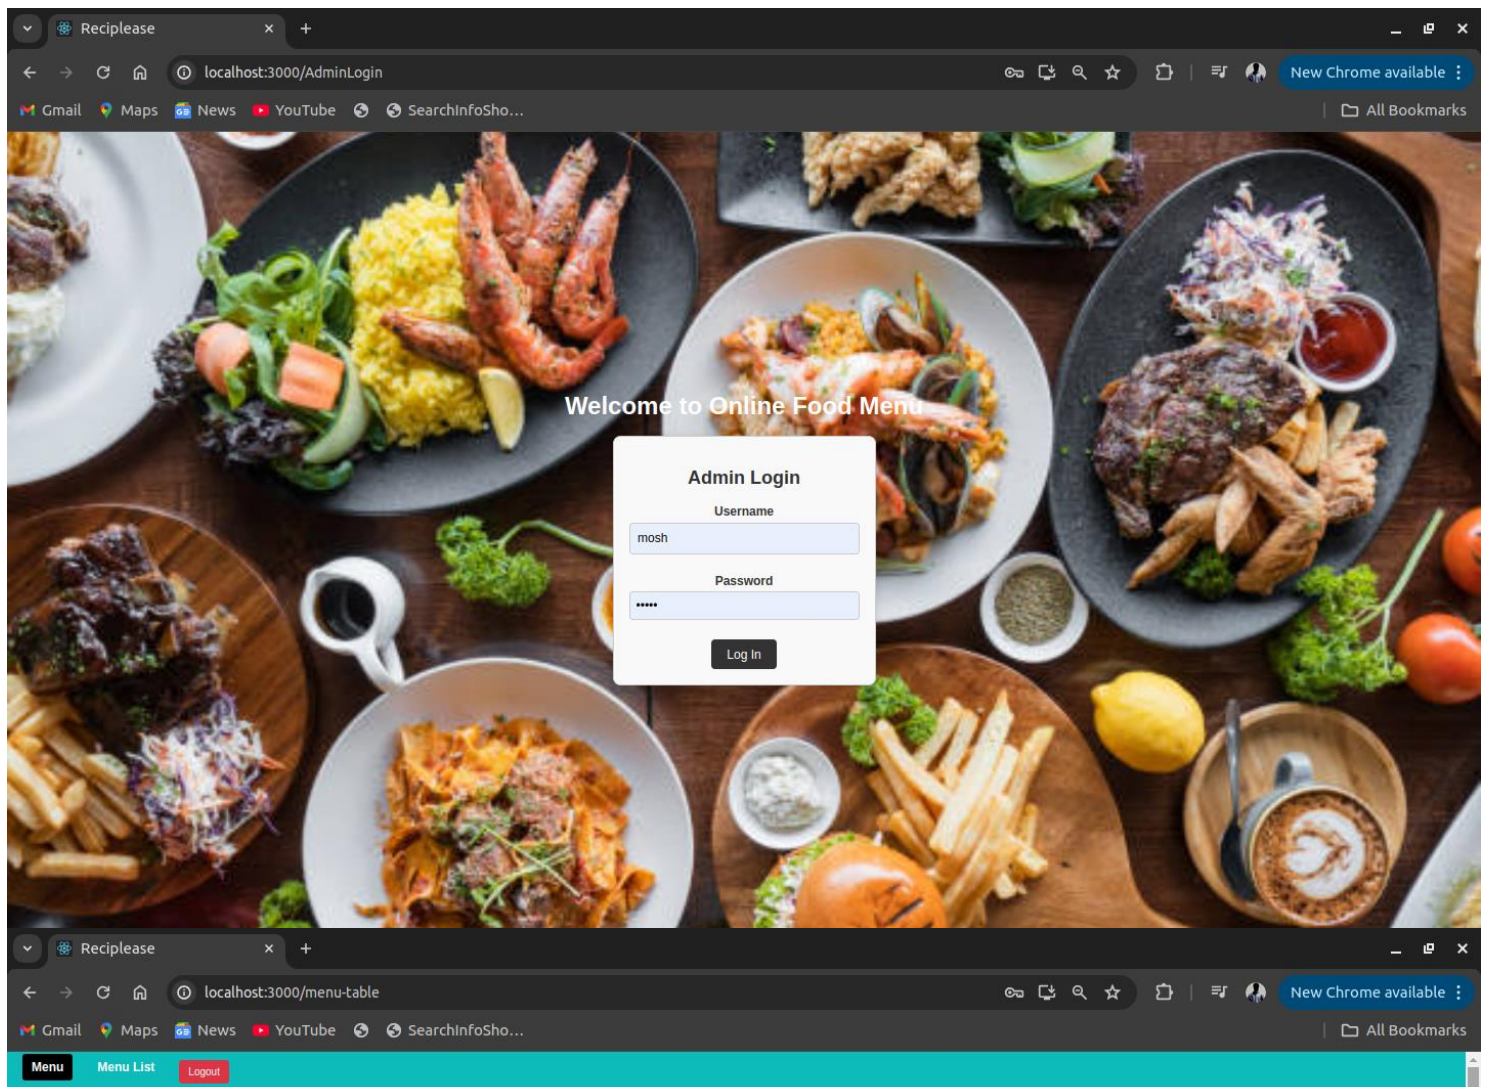 Reciplease
localhost:3000/AdminLogin
New Chrome available
Gmail
Maps
News
YouTube
SearchInfoSho...
All Bookmarks
Welcome to Online Food Menu
Admin Login
Username
mosh
Password
•••••
Log In
Reciplease
localhost:3000/menu-table
New Chrome available
Gmail
Maps
News
YouTube
SearchInfoSho...
All Bookmarks
Menu
Menu List
Logout